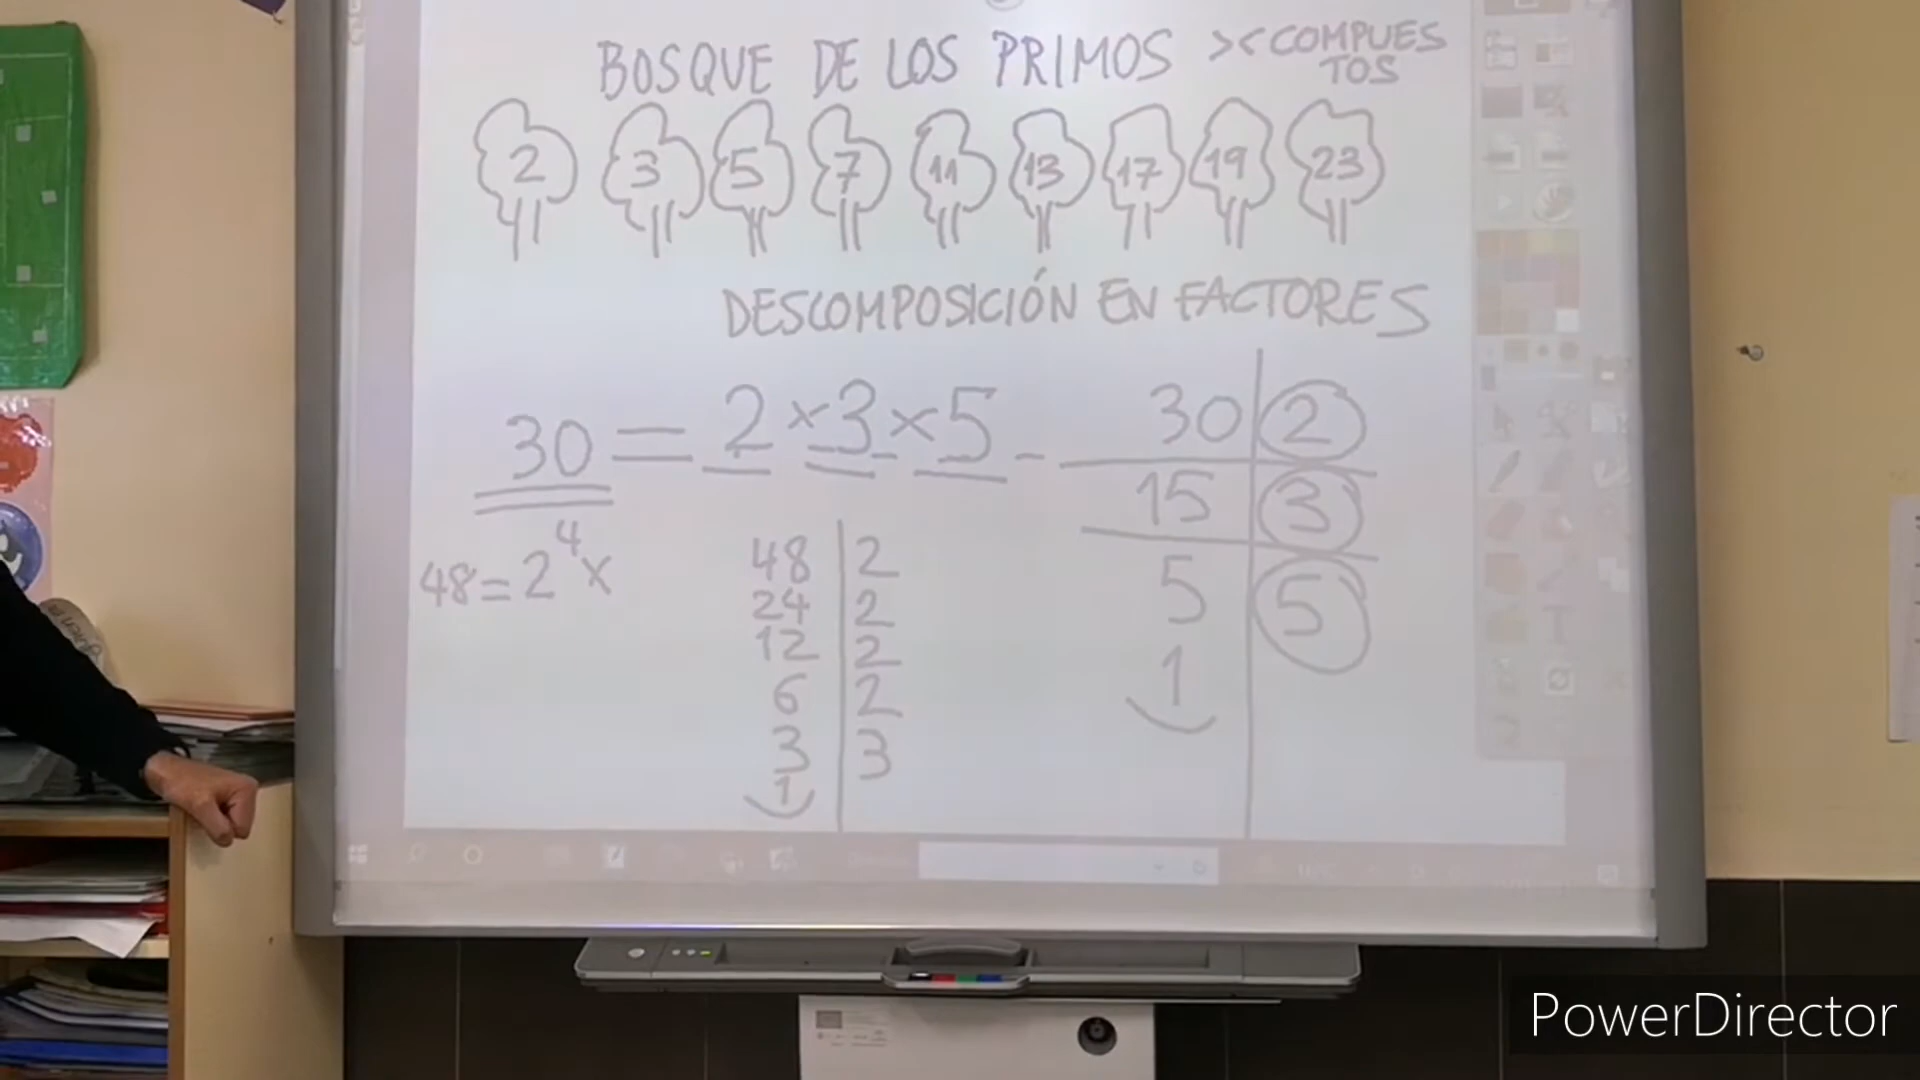 BOSQUE DE LOS PRIMOS >< COMPUES
TOS
2 3 5 7 11 13 17 19 23
DESCOMPOSICIÓN EN FACTORES
30 = 2 × 3 × 5
30 2
15 3
5 5
1
48 = 2⁴ x
48 2
24 2
12 2
6 2
3 3
1
PowerDirector